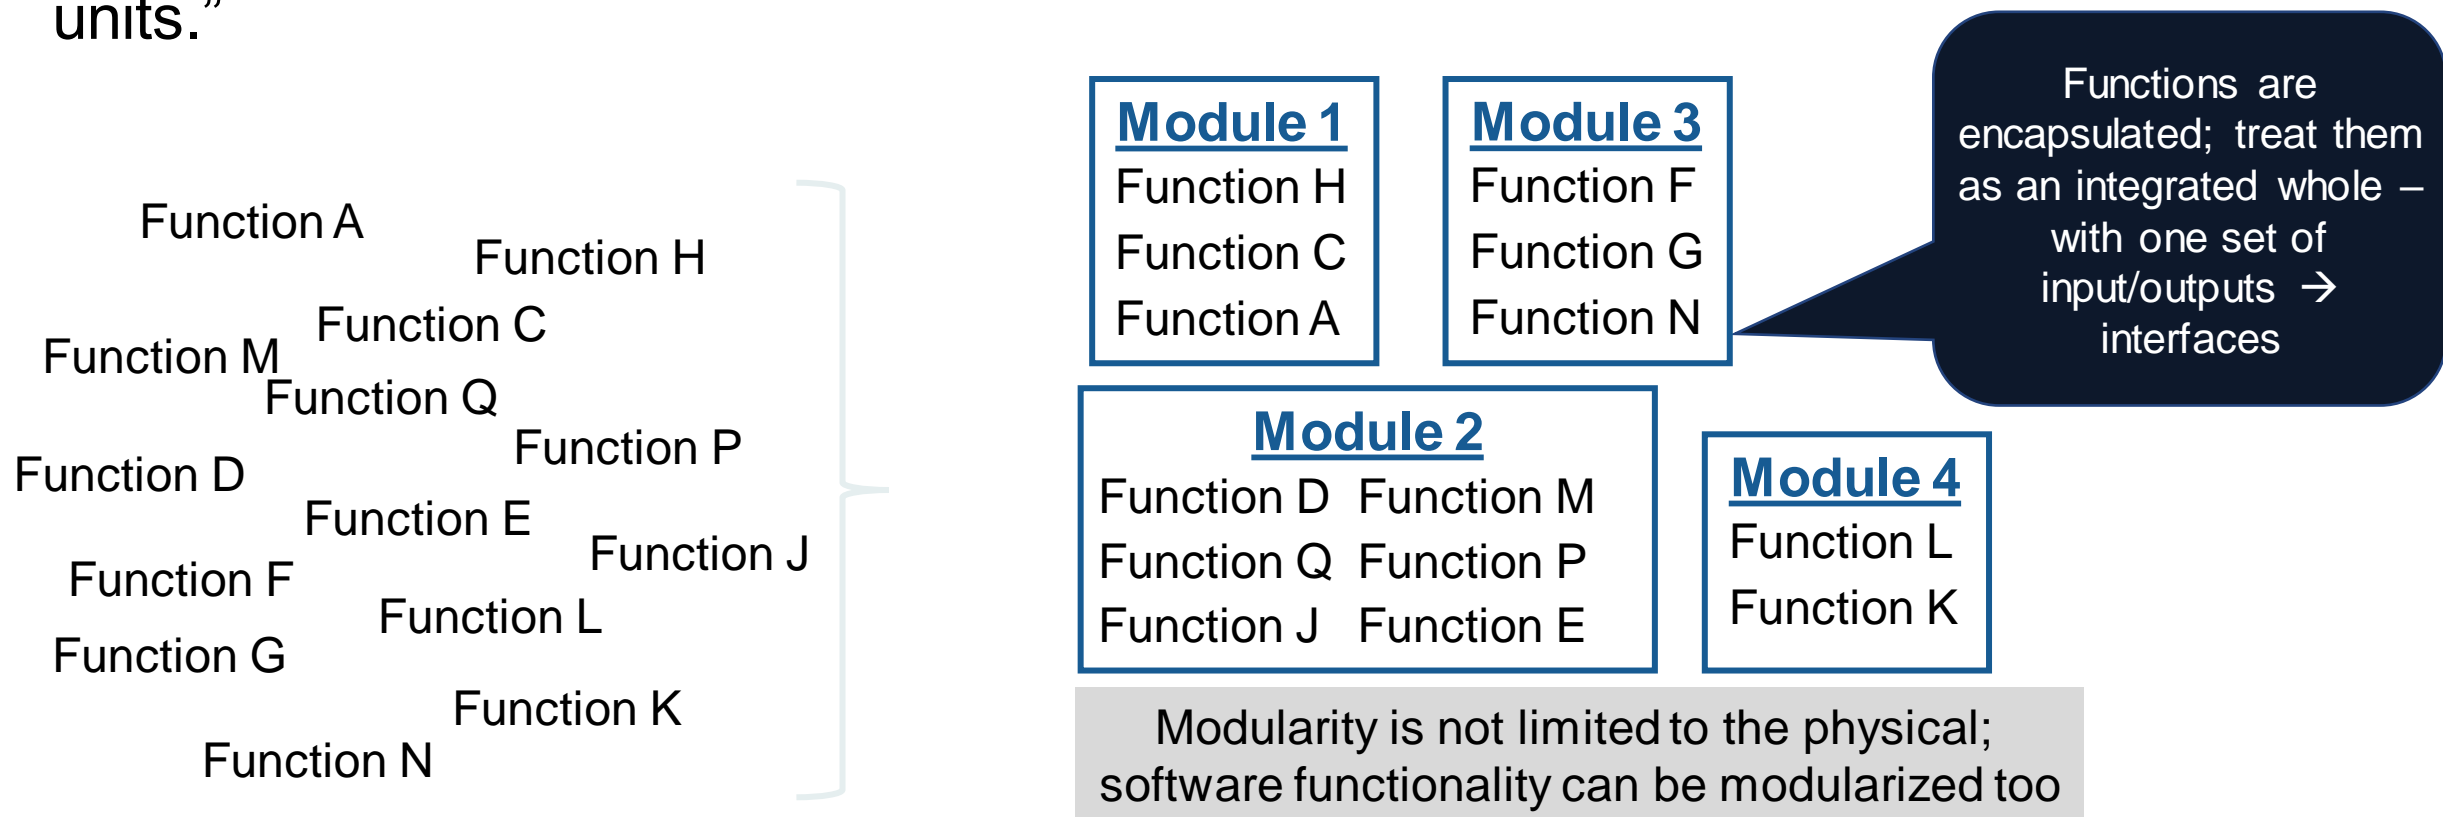 units.”
Function A
Function H
Function C
Function M
Function Q
Function P
Function D
Function E
Function J
Function F
Function L
Function G
Function K
Function N
Module 1
Function H
Function C
Function A
Module 3
Function F
Function G
Function N
Functions are
encapsulated; treat them
as an integrated whole –
with one set of
input/outputs →
interfaces
Module 2
Function D Function M
Function Q Function P
Function J Function E
Module 4
Function L
Function K
Modularity is not limited to the physical;
software functionality can be modularized too